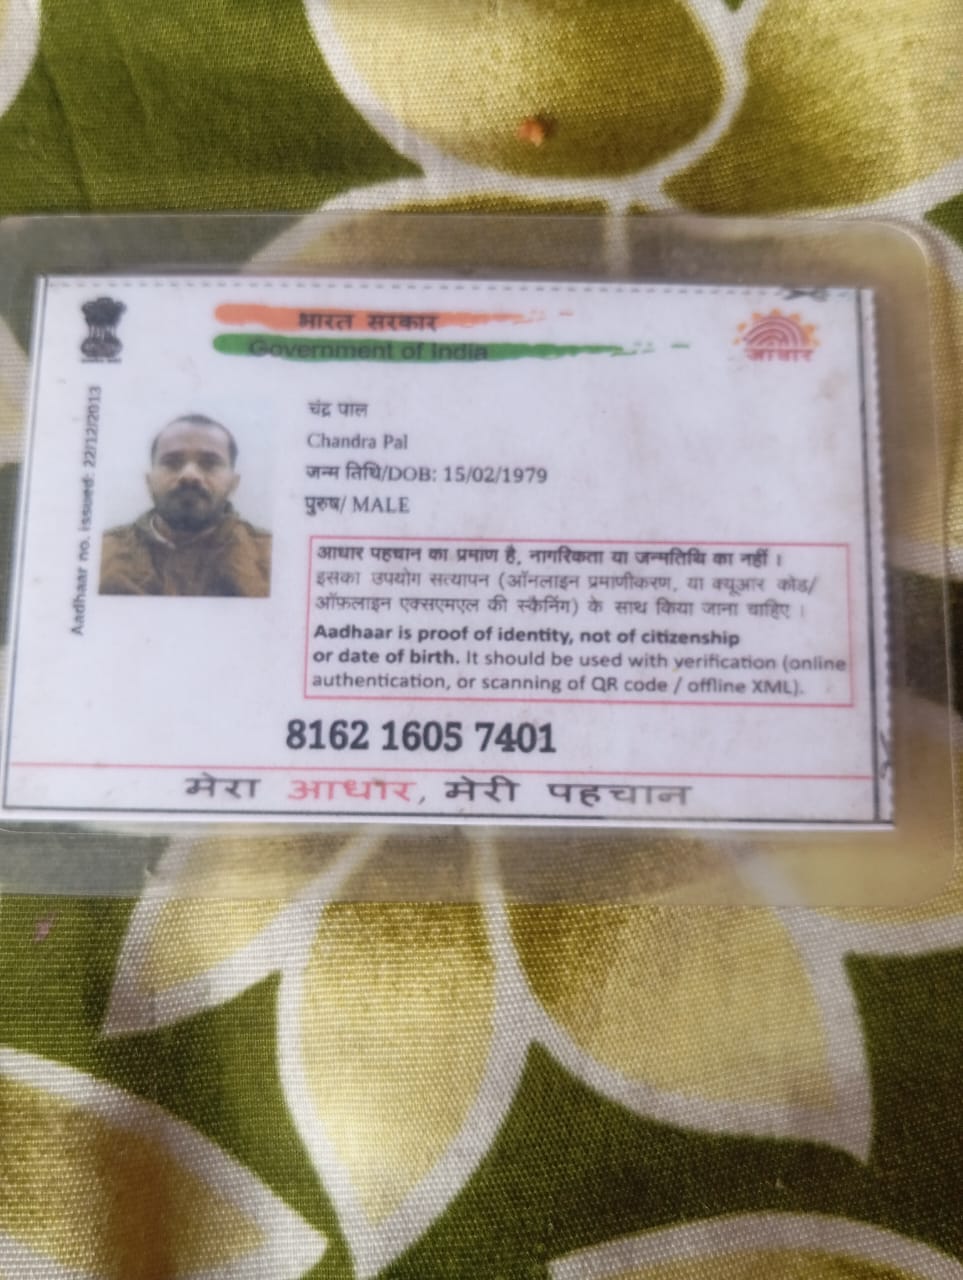 भारत सरकार
Government of India
आधार
Aadhaar no. issued: 22/12/2013
चंद्र पाल
Chandra Pal
जन्म तिथि/DOB: 15/02/1979
पुरुष/ MALE
आधार पहचान का प्रमाण है, नागरिकता या जन्मतिथि का नहीं ।
इसका उपयोग सत्यापन (ऑनलाइन प्रमाणीकरण, या क्यूआर कोड/
ऑफ़लाइन एक्सएमएल की स्कैनिंग) के साथ किया जाना चाहिए ।
Aadhaar is proof of identity, not of citizenship
or date of birth. It should be used with verification (online
authentication, or scanning of QR code / offline XML).
8162 1605 7401
मेरा आधार, मेरी पहचान